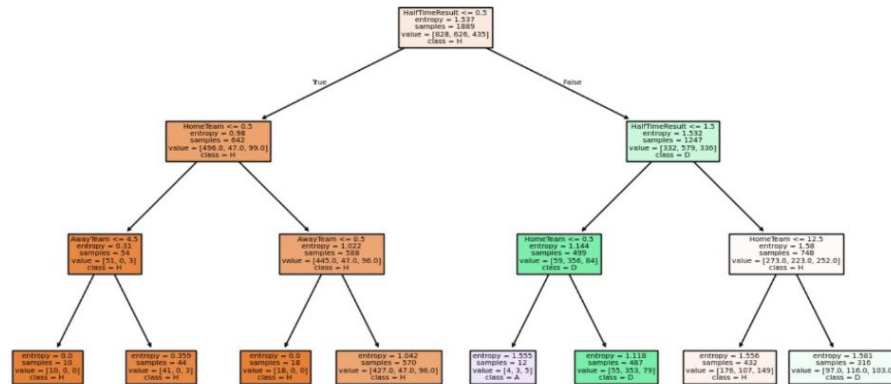 HalfTimeResult <= 0.5
entropy = 1.537
samples = 1889
value = [828, 626, 435]
class = H
True
False
HomeTeam <= 0.5
entropy = 0.98
samples = 642
value = [496.0, 47.0, 99.0]
class = H
HalfTimeResult <= 1.5
entropy = 1.532
samples = 1247
value = [332, 579, 336]
class = D
AwayTeam <= 4.5
entropy = 0.31
samples = 54
value = [51, 0, 3]
class = H
AwayTeam <= 0.5
entropy = 1.022
samples = 588
value = [445.0, 47.0, 96.0]
class = H
HomeTeam <= 0.5
entropy = 1.144
samples = 499
value = [59, 356, 84]
class = D
HomeTeam <= 12.5
entropy = 1.58
samples = 748
value = [273.0, 223.0, 252.0]
class = H
entropy = 0.0
samples = 10
value = [10, 0, 0]
class = H
entropy = 0.359
samples = 44
value = [41, 0, 3]
class = H
entropy = 0.0
samples = 18
value = [18, 0, 0]
class = H
entropy = 1.042
samples = 570
value = [427.0, 47.0, 96.0]
class = H
entropy = 1.555
samples = 12
value = [4, 3, 5]
class = A
entropy = 1.118
samples = 487
value = [55, 353, 79]
class = D
entropy = 1.556
samples = 432
value = [176, 107, 149]
class = H
entropy = 1.581
samples = 316
value = [97.0, 116.0, 103.0]
class = D